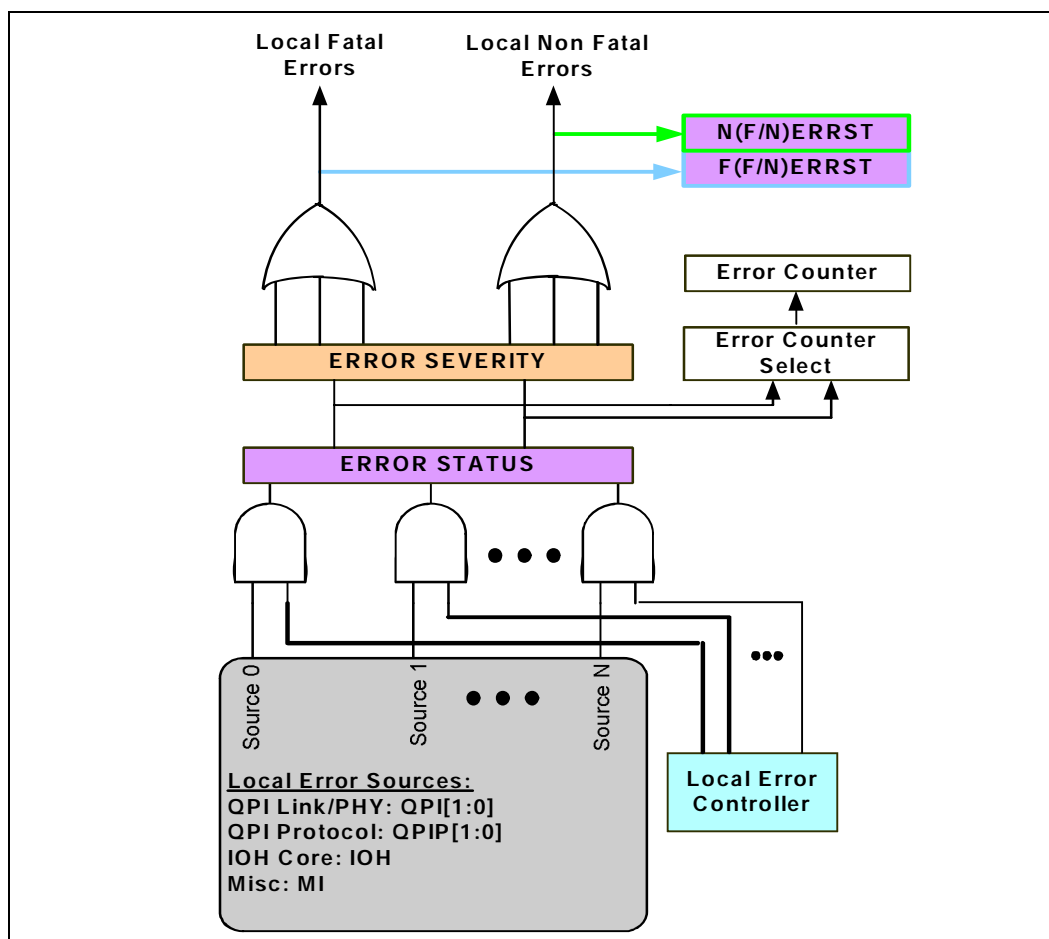 Local Fatal
Errors
Local Non Fatal
Errors
N(F/N)ERRST
F(F/N)ERRST
Error Counter
Error Counter
Select
ERROR SEVERITY
ERROR STATUS
Source 0
Source 1
Source N
Local Error Sources:
QPI Link/PHY: QPI[1:0]
QPI Protocol: QPIP[1:0]
IOH Core: IOH
Misc: MI
Local Error
Controller